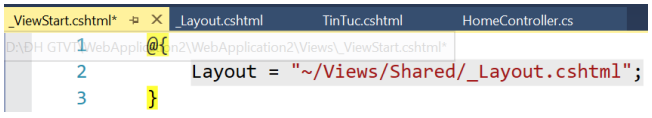 _ViewStart.cshtml* _Layout.cshtml TinTuc.cshtml HomeController.cs
D:\ĐH GTVT\WebApplication2\WebApplication2\Views\_ViewStart.cshtml*
1 @{
2 Layout = "~/Views/Shared/_Layout.cshtml";
3 }